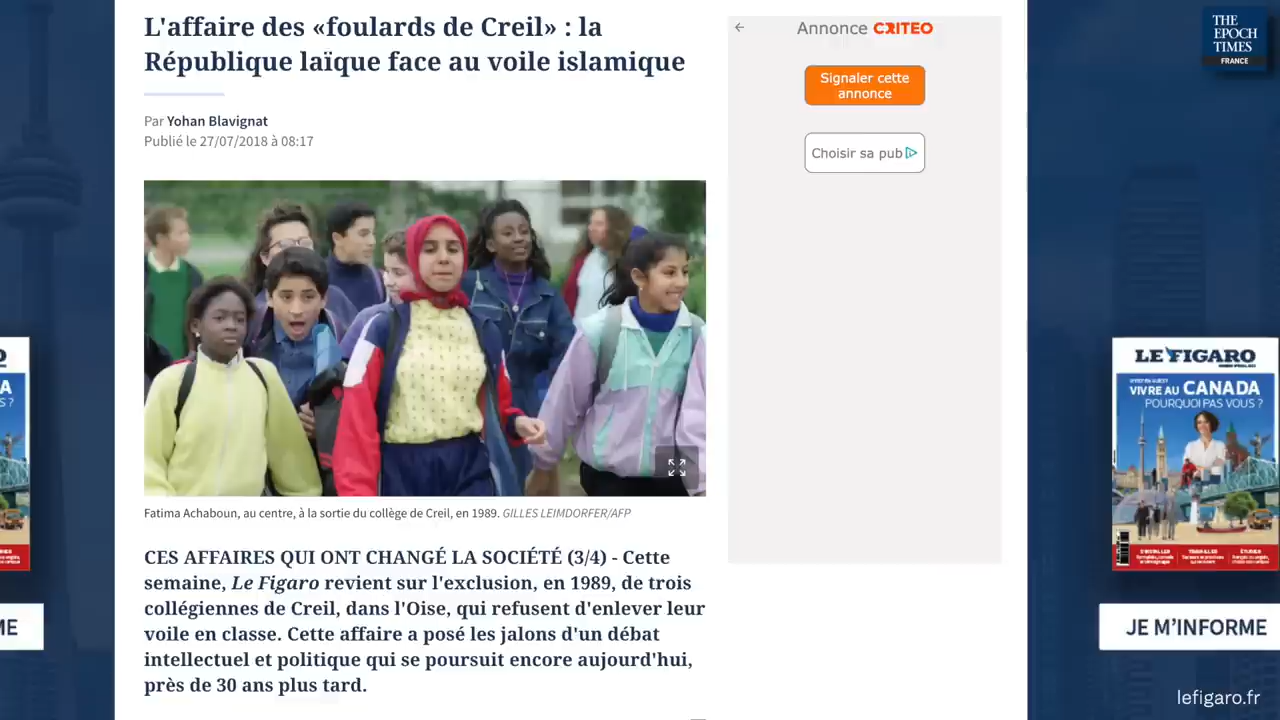 L'affaire des «foulards de Creil» : la
République laïque face au voile islamique
Par Yohan Blavignat
Publié le 27/07/2018 à 08:17
Fatima Achaboun, au centre, à la sortie du collège de Creil, en 1989. GILLES LEIMDORFER/AFP
CES AFFAIRES QUI ONT CHANGÉ LA SOCIÉTÉ (3/4) - Cette
semaine, Le Figaro revient sur l'exclusion, en 1989, de trois
collégiennes de Creil, dans l'Oise, qui refusent d'enlever leur
voile en classe. Cette affaire a posé les jalons d'un débat
intellectuel et politique qui se poursuit encore aujourd'hui,
près de 30 ans plus tard.
Annonce CRITEO
Signaler cette
annonce
Choisir sa pub
THE
EPOCH
TIMES
FRANCE
LE FIGARO
VIVRE AU CANADA
POURQUOI PAS VOUS ?
S'INSTALLER
TRAVAILLER
ÉTUDIER
JE M'INFORME
ME
lefigaro.fr